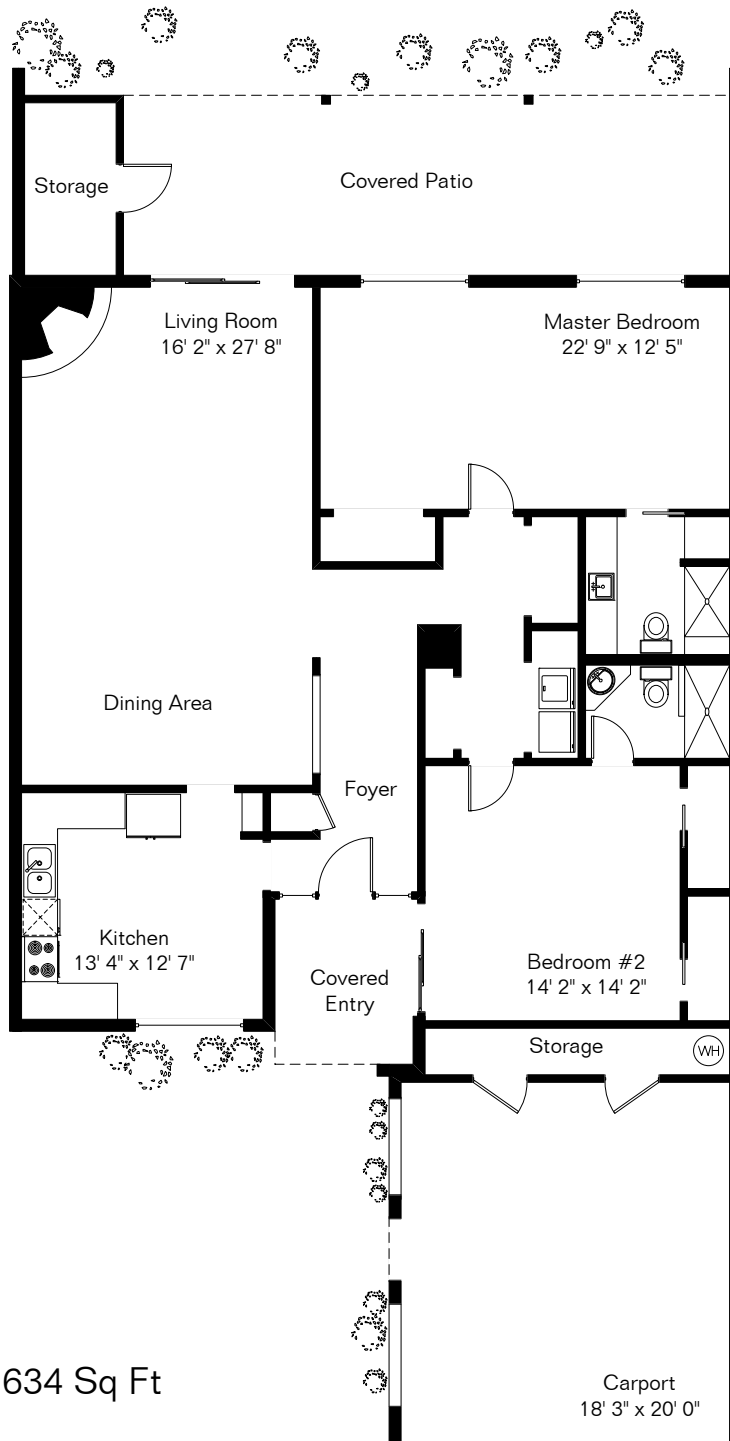 Storage
Covered Patio
Living Room
16' 2" x 27' 8"
Master Bedroom
22' 9" x 12' 5"
Dining Area
Foyer
Kitchen
13' 4" x 12' 7"
Covered
Entry
Bedroom #2
14' 2" x 14' 2"
Storage
WH
634 Sq Ft
Carport
18' 3" x 20' 0"